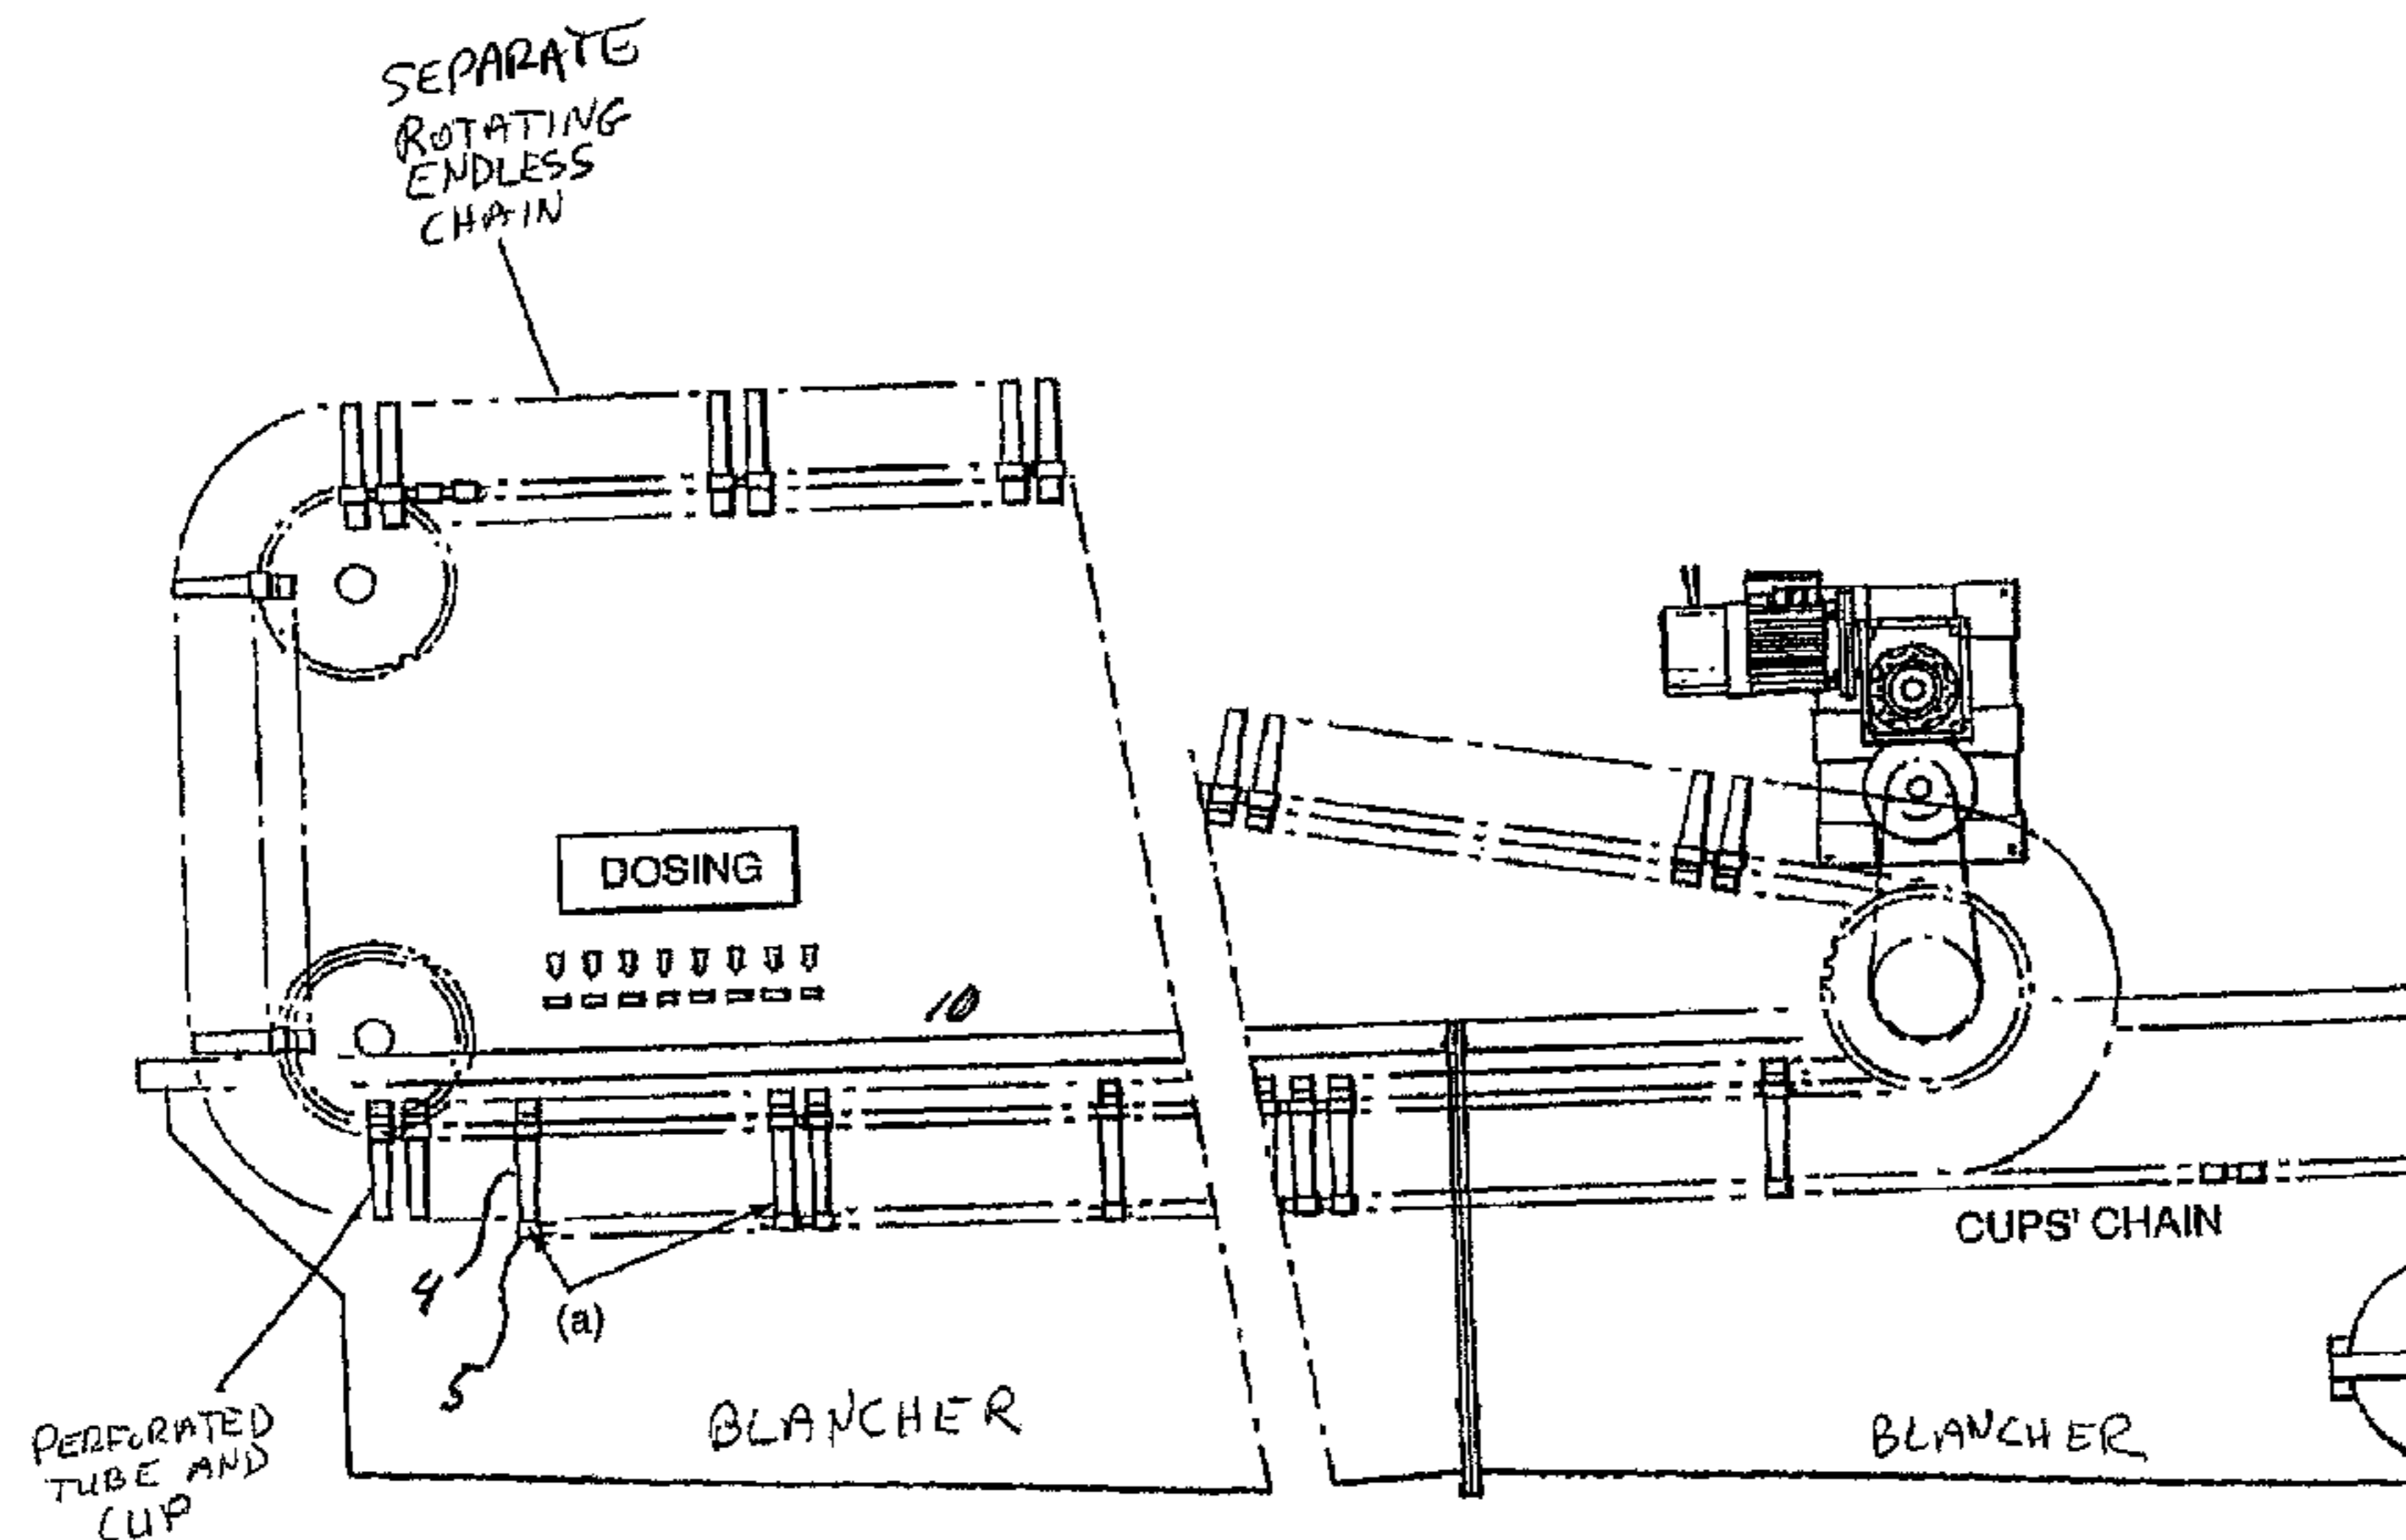 SEPARATE
ROTATING
ENDLESS
CHAIN
DOSING
10
CUPS' CHAIN
4
(a)
5
PERFORATED
TUBE AND
CUP
BLANCHER
BLANCHER